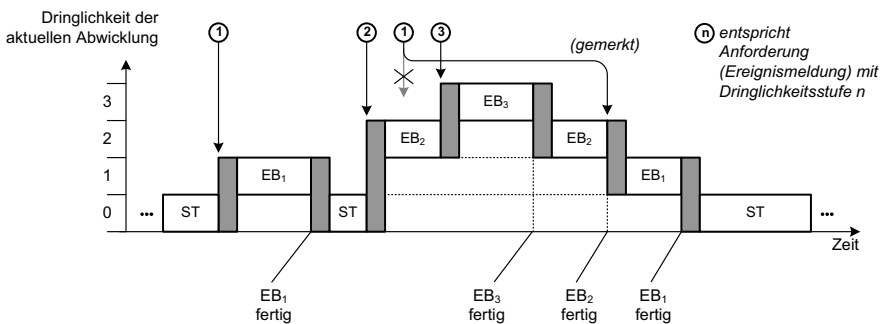 Dringlichkeit der
aktuellen Abwicklung
1
2
1
3
(gemerkt)
n entspricht
Anforderung
(Ereignismeldung) mit
Dringlichkeitsstufe n
3
EB₃
2
EB₂
EB₂
1
EB₁
EB₁
0
...
ST
ST
ST
...
Zeit
EB₁
fertig
EB₃
fertig
EB₂
fertig
EB₁
fertig